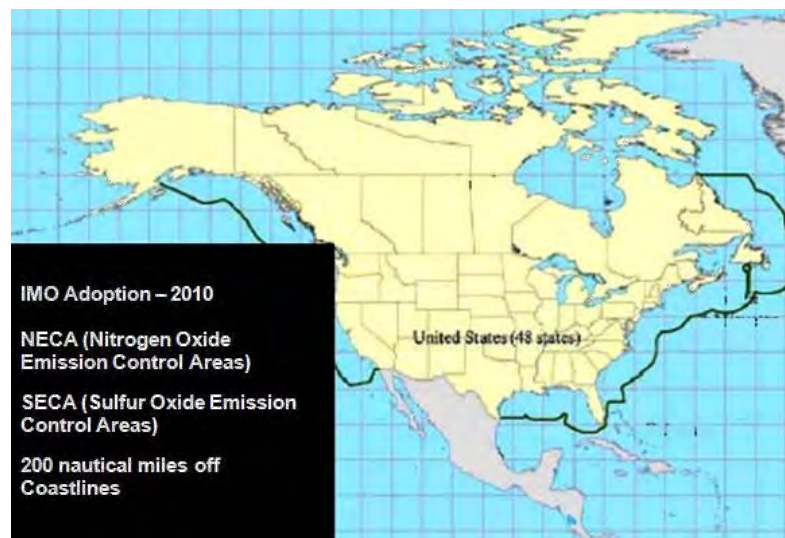 IMO Adoption – 2010
NECA (Nitrogen Oxide
Emission Control Areas)
SECA (Sulfur Oxide Emission
Control Areas)
200 nautical miles off
Coastlines
United States (48 states)